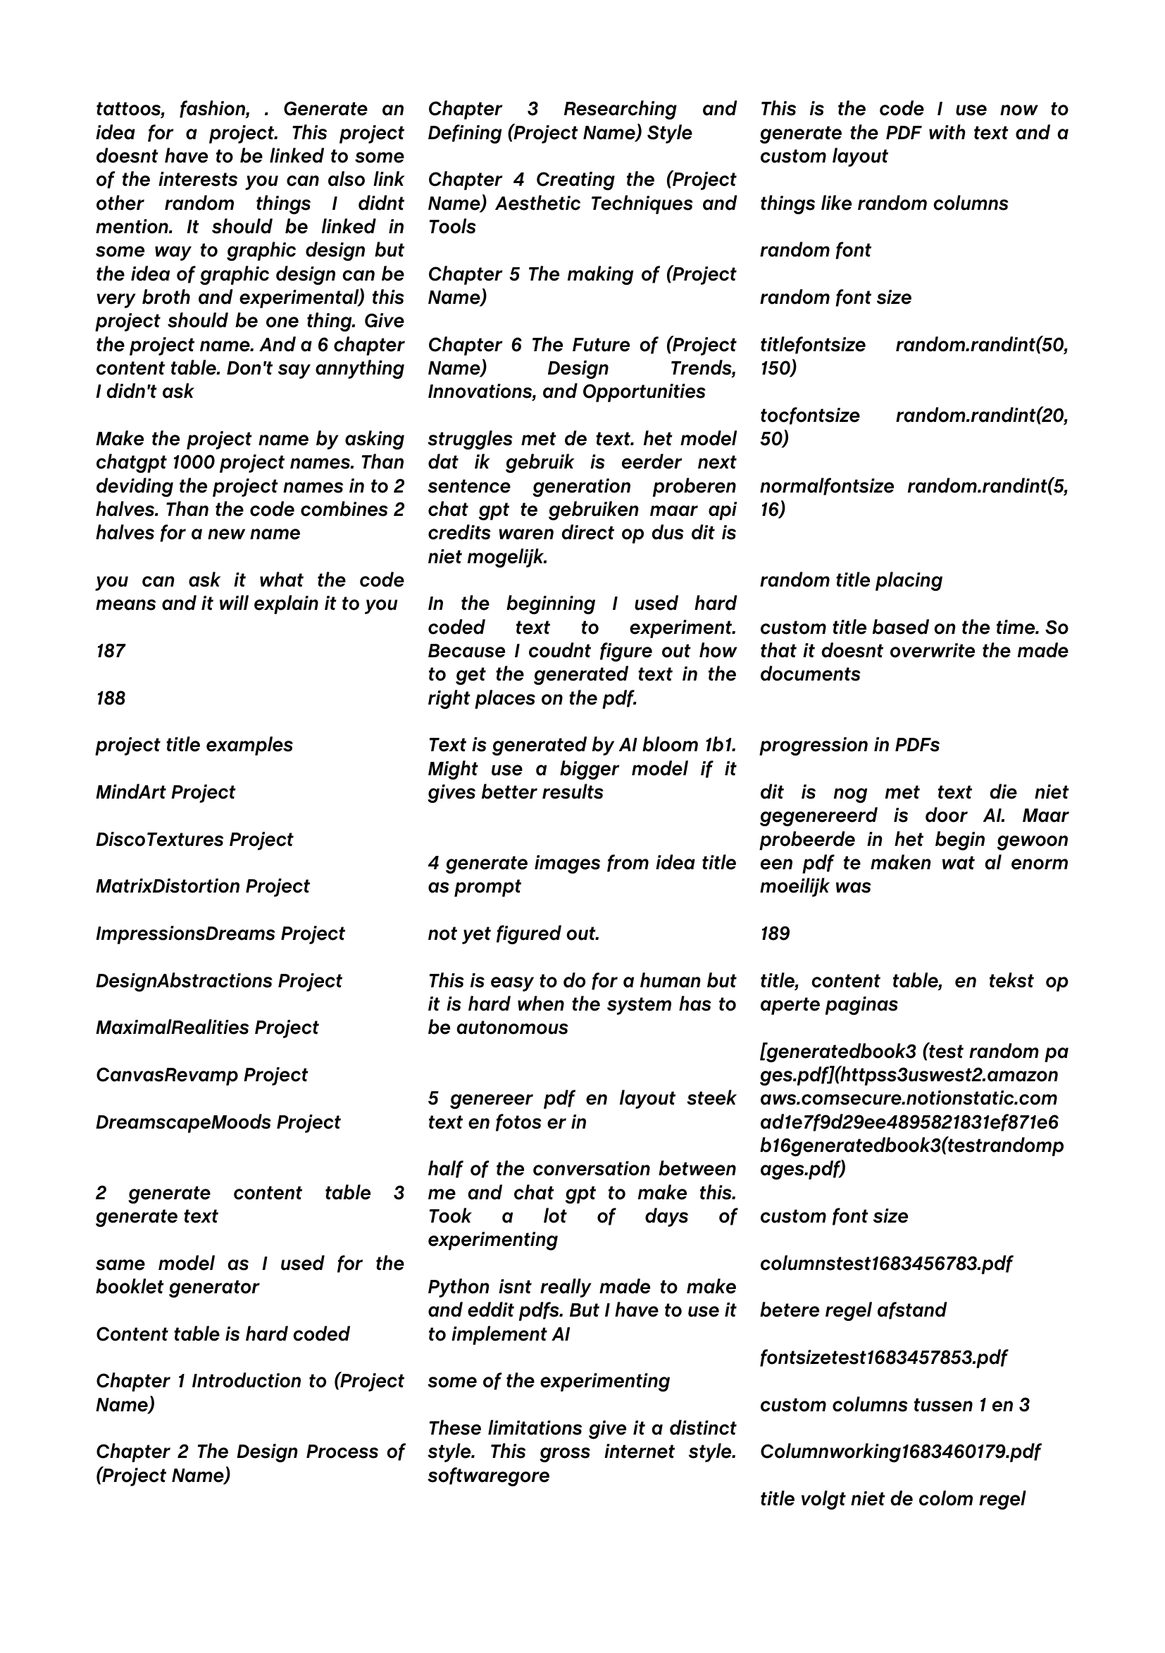 tattoos, fashion, . Generate an
idea for a project. This project
doesnt have to be linked to some
of the interests you can also link
other random things I didnt
mention. It should be linked in
some way to graphic design but
the idea of graphic design can be
very broth and experimental) this
project should be one thing. Give
the project name. And a 6 chapter
content table. Don't say annything
I didn't ask
Make the project name by asking
chatgpt 1000 project names. Than
deviding the project names in to 2
halves. Than the code combines 2
halves for a new name
you can ask it what the code
means and it will explain it to you
187
188
project title examples
MindArt Project
DiscoTextures Project
MatrixDistortion Project
ImpressionsDreams Project
DesignAbstractions Project
MaximalRealities Project
CanvasRevamp Project
DreamscapeMoods Project
2 generate content table 3
generate text
same model as I used for the
booklet generator
Content table is hard coded
Chapter 1 Introduction to (Project
Name)
Chapter 2 The Design Process of
(Project Name)
Chapter 3 Researching and
Defining (Project Name) Style
Chapter 4 Creating the (Project
Name) Aesthetic Techniques and
Tools
Chapter 5 The making of (Project
Name)
Chapter 6 The Future of (Project
Name) Design Trends,
Innovations, and Opportunities
struggles met de text. het model
dat ik gebruik is eerder next
sentence generation proberen
chat gpt te gebruiken maar api
credits waren direct op dus dit is
niet mogelijk.
In the beginning I used hard
coded text to experiment.
Because I coudnt figure out how
to get the generated text in the
right places on the pdf.
Text is generated by AI bloom 1b1.
Might use a bigger model if it
gives better results
4 generate images from idea title
as prompt
not yet figured out.
This is easy to do for a human but
it is hard when the system has to
be autonomous
5 genereer pdf en layout steek
text en fotos er in
half of the conversation between
me and chat gpt to make this.
Took a lot of days of
experimenting
Python isnt really made to make
and eddit pdfs. But I have to use it
to implement AI
some of the experimenting
These limitations give it a distinct
style. This gross internet style.
softwaregore
This is the code I use now to
generate the PDF with text and a
custom layout
things like random columns
random font
random font size
titlefontsize random.randint(50,
150)
tocfontsize random.randint(20,
50)
normalfontsize random.randint(5,
16)
random title placing
custom title based on the time. So
that it doesnt overwrite the made
documents
progression in PDFs
dit is nog met text die niet
gegenereerd is door AI. Maar
probeerde in het begin gewoon
een pdf te maken wat al enorm
moeilijk was
189
title, content table, en tekst op
aperte paginas
[generatedbook3 (test random pa
ges.pdf](httpss3uswest2.amazon
aws.comsecure.notionstatic.com
ad1e7f9d29ee4895821831ef871e6
b16generatedbook3(testrandomp
ages.pdf)
custom font size
columnstest1683456783.pdf
betere regel afstand
fontsizetest1683457853.pdf
custom columns tussen 1 en 3
Columnworking1683460179.pdf
title volgt niet de colom regel